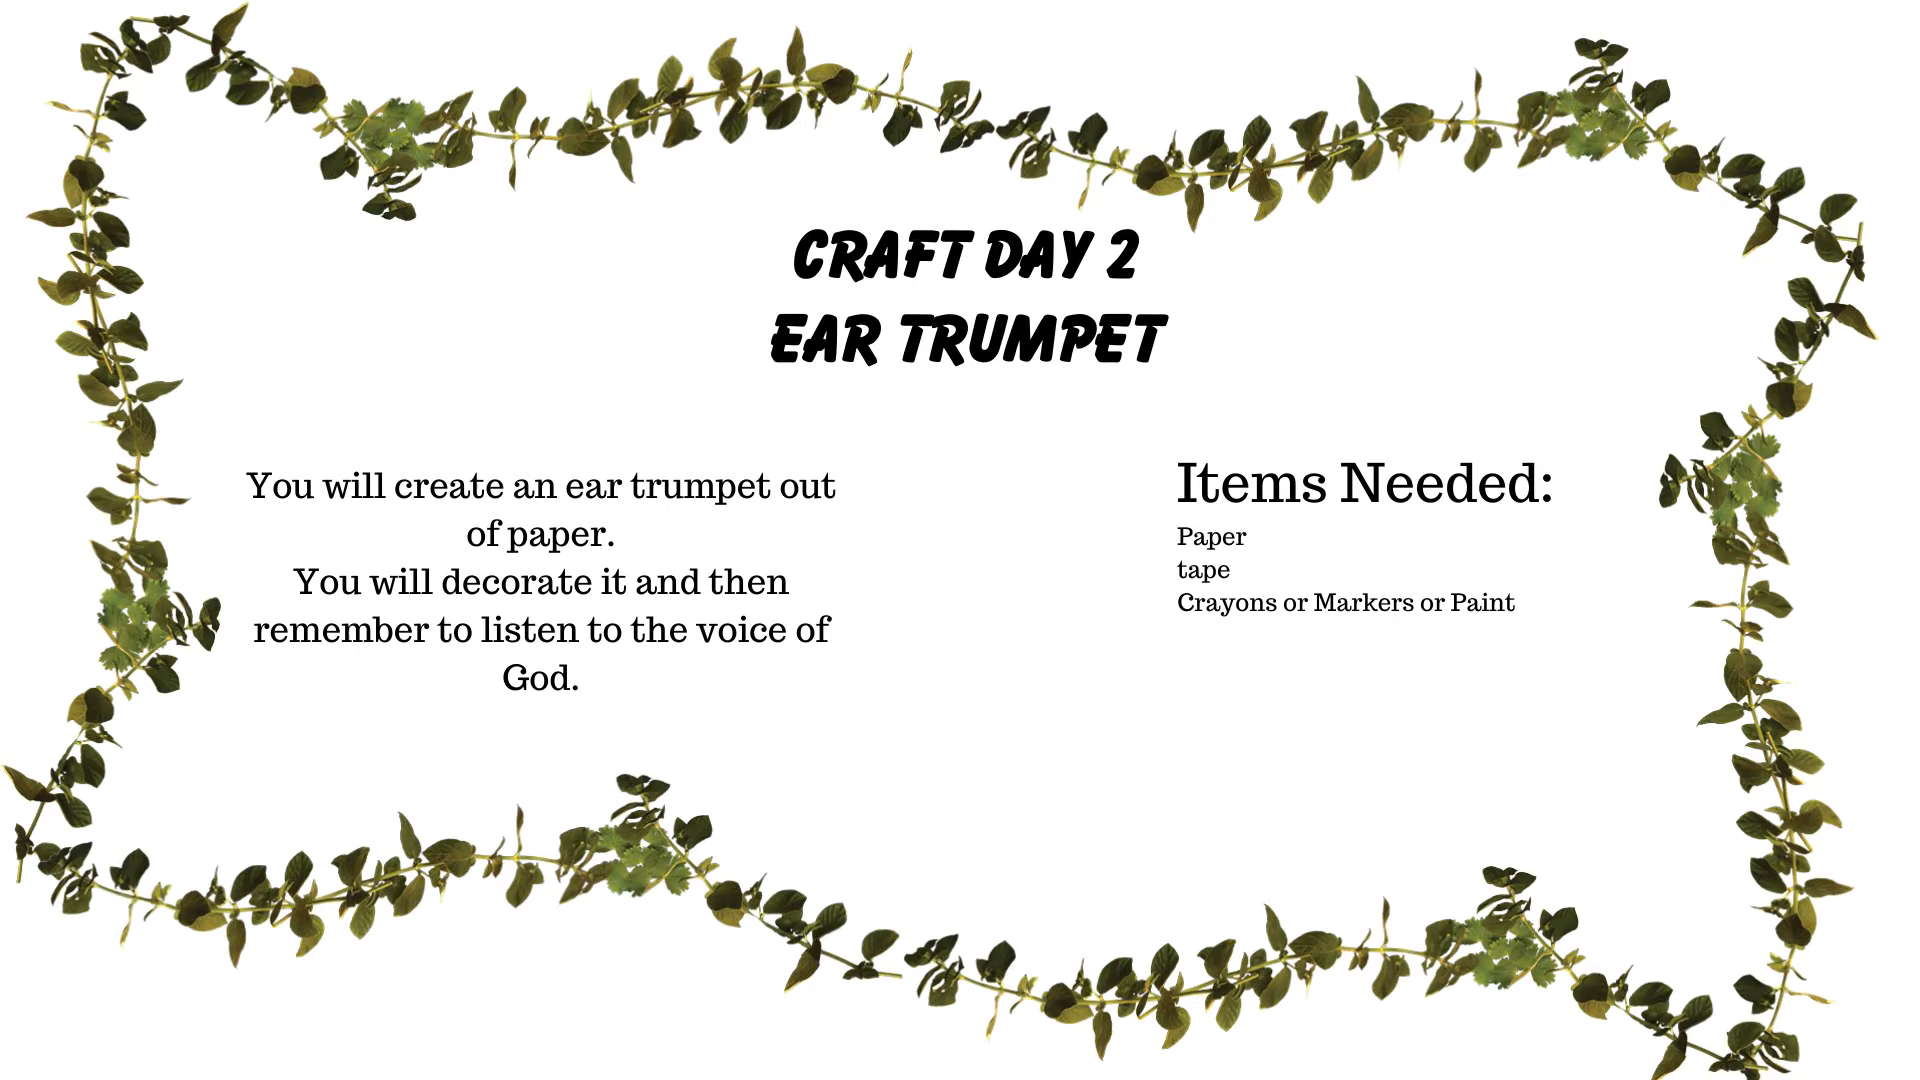 CRAFT DAY 2
EAR TRUMPET
You will create an ear trumpet out
of paper.
You will decorate it and then
remember to listen to the voice of
God.
Items Needed:
Paper
tape
Crayons or Markers or Paint